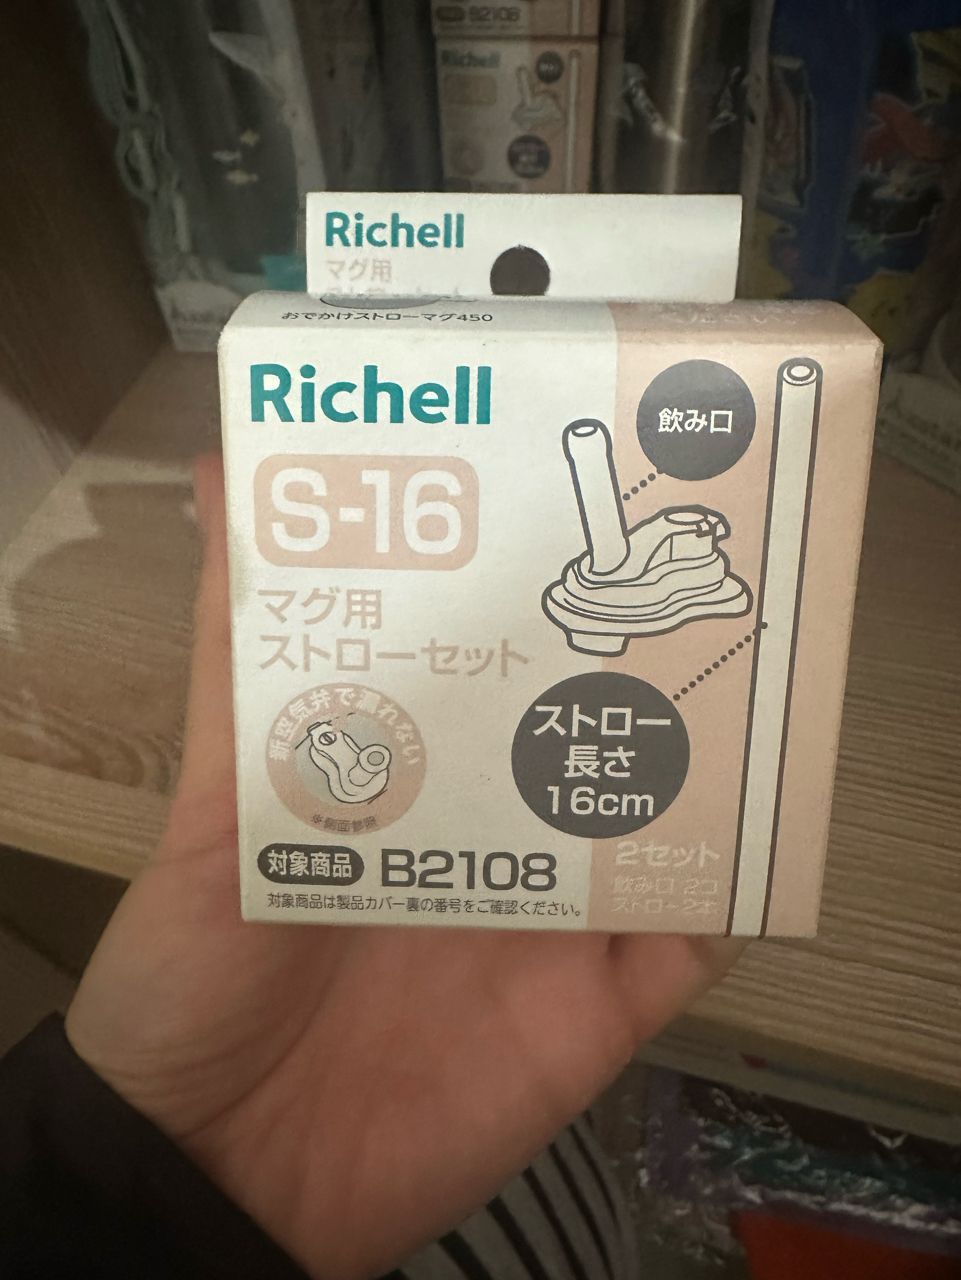 B2108
Richell
Richell
マグ用
おでかけストローマグ450
Richell
飲み口
S-16
マグ用
ストローセット
新空気弁で漏れない
※側面参照
ストロー
長さ
16cm
対象商品 B2108
対象商品は製品カバー裏の番号をご確認ください。
2セット
飲み口 2コ
ストロー 2本